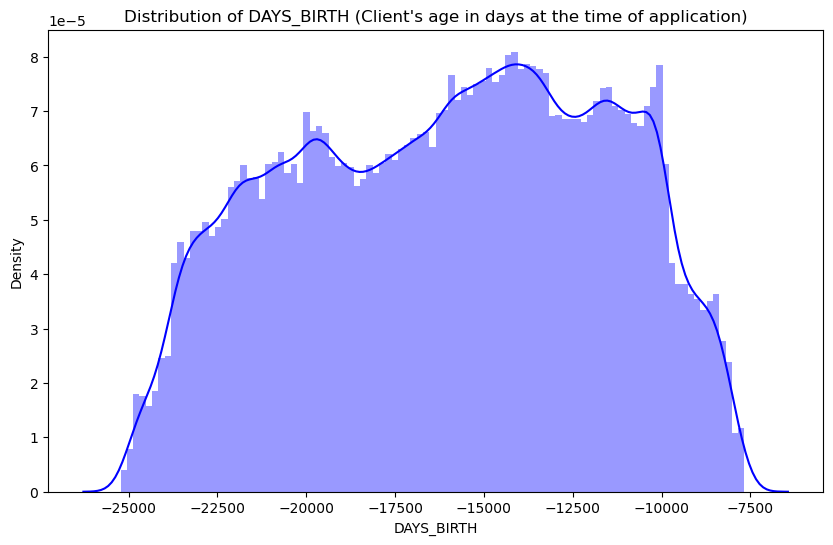 Distribution of DAYS_BIRTH (Client's age in days at the time of application)
1e−5
8
7
6
5
4
3
2
1
0
Density
−25000 −22500 −20000 −17500 −15000 −12500 −10000 −7500
DAYS_BIRTH